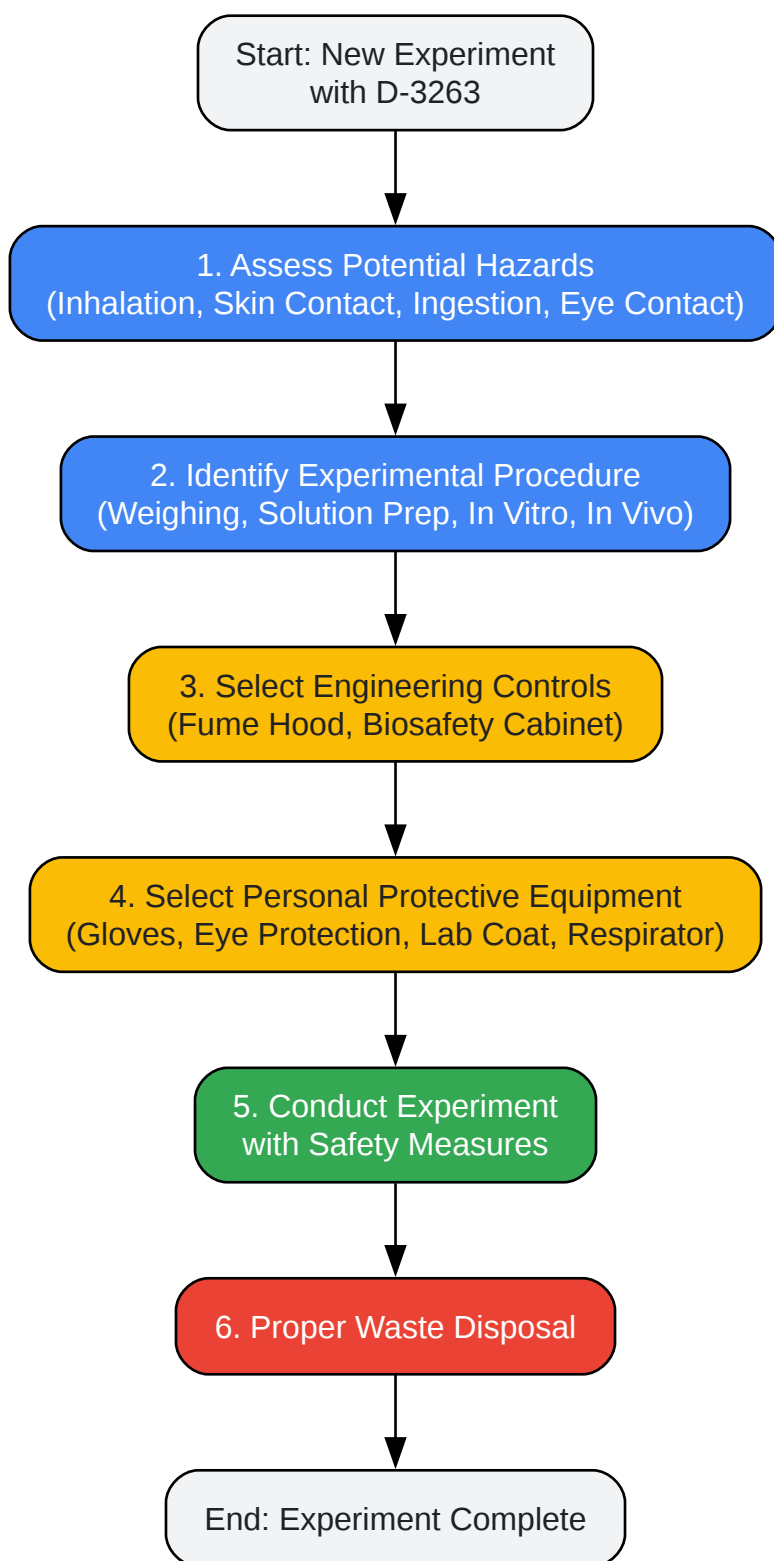 Start: New Experiment
with D-3263
1. Assess Potential Hazards
(Inhalation, Skin Contact, Ingestion, Eye Contact)
2. Identify Experimental Procedure
(Weighing, Solution Prep, In Vitro, In Vivo)
3. Select Engineering Controls
(Fume Hood, Biosafety Cabinet)
4. Select Personal Protective Equipment
(Gloves, Eye Protection, Lab Coat, Respirator)
5. Conduct Experiment
with Safety Measures
6. Proper Waste Disposal
End: Experiment Complete